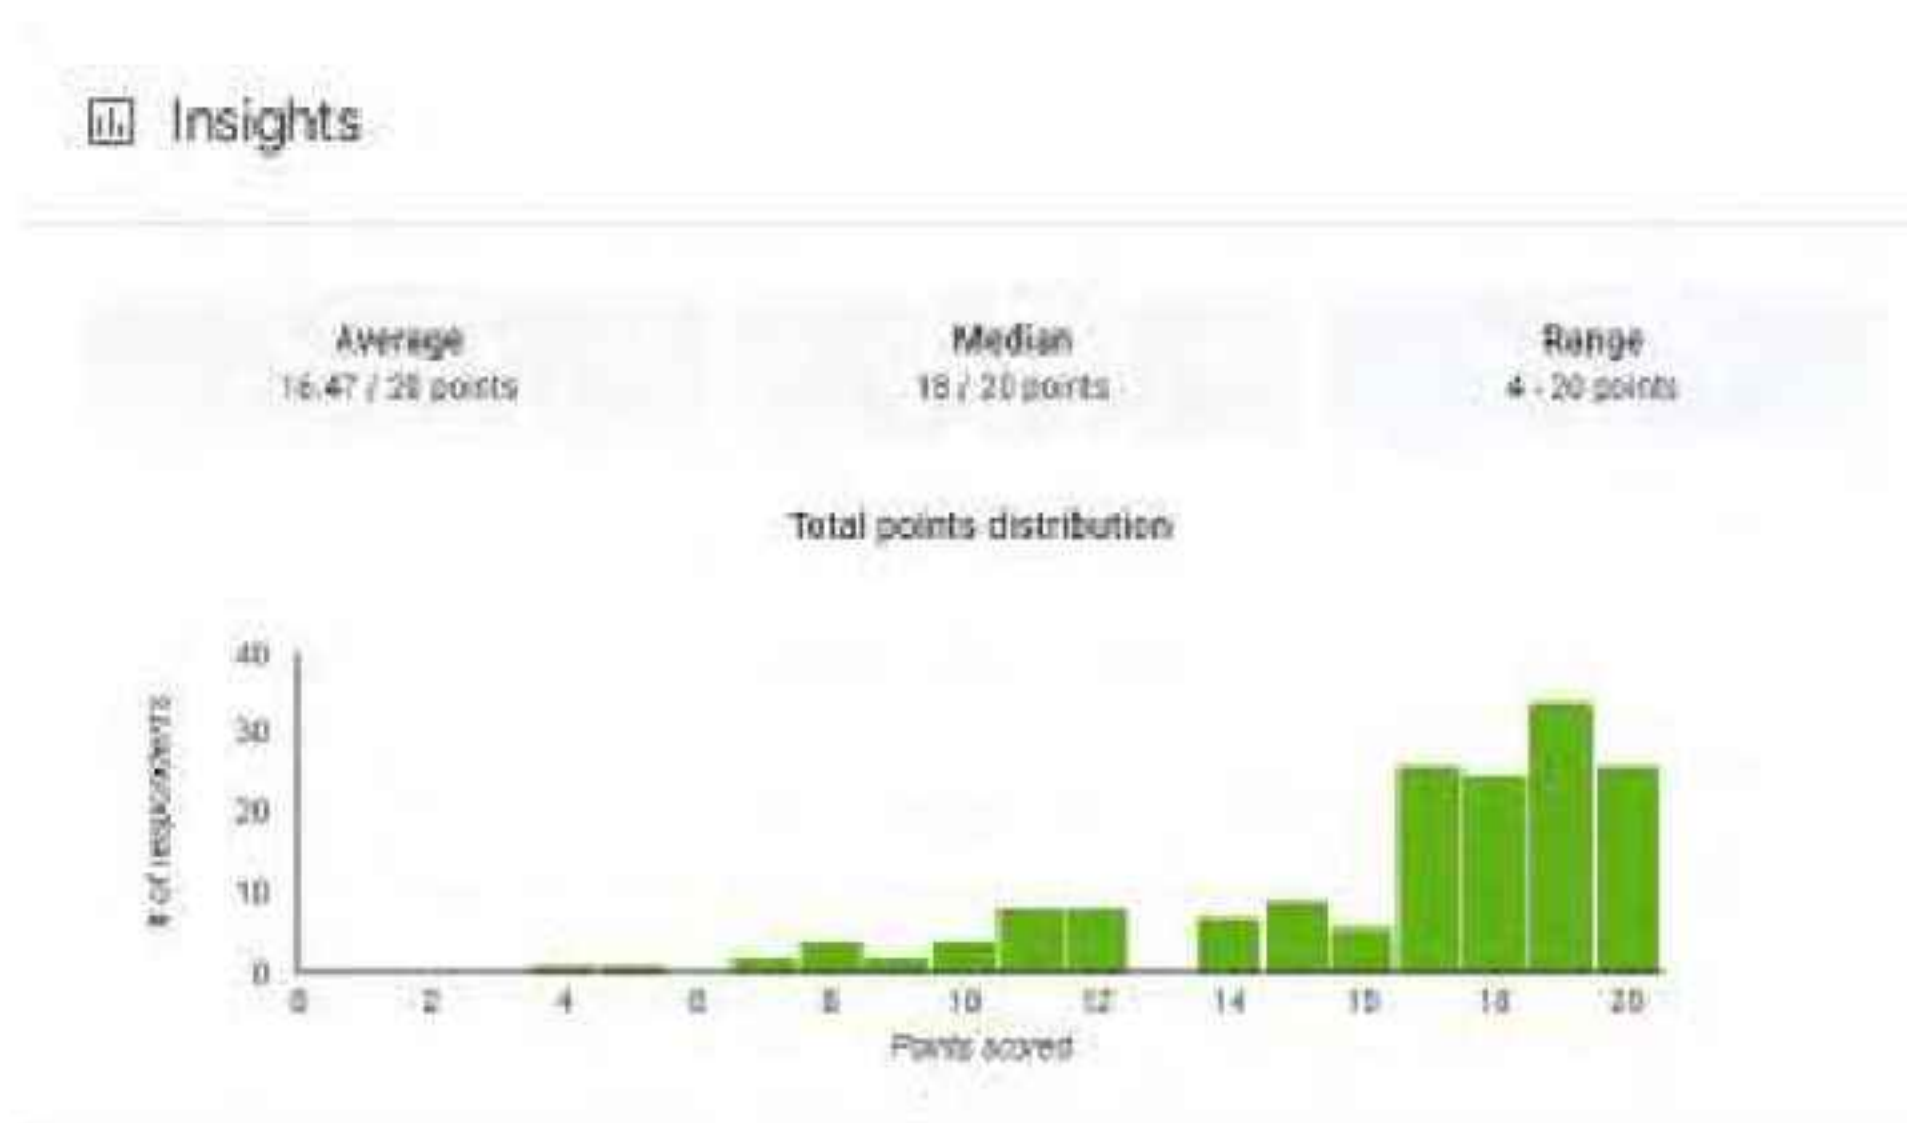 Insights
Average
16.47 / 20 points
Median
18 / 20 points
Range
4 - 20 points
Total points distribution
# of respondents
40
30
20
10
0
0 2 4 6 8 10 12 14 16 18 20
Points scored